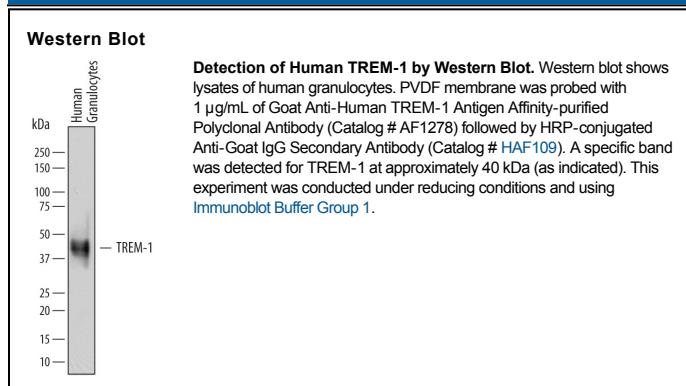 Western Blot
Human
Granulocytes
kDa
250
150
100
75
50
37
25
20
15
10
TREM-1
Detection of Human TREM-1 by Western Blot. Western blot shows
lysates of human granulocytes. PVDF membrane was probed with
1 µg/mL of Goat Anti-Human TREM-1 Antigen Affinity-purified
Polyclonal Antibody (Catalog # AF1278) followed by HRP-conjugated
Anti-Goat IgG Secondary Antibody (Catalog # HAF109). A specific band
was detected for TREM-1 at approximately 40 kDa (as indicated). This
experiment was conducted under reducing conditions and using
Immunoblot Buffer Group 1.